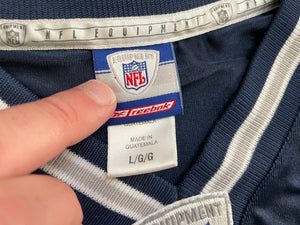 NFL EQUIPMENT
EQUIPMENT
NFL
Reebok
MADE IN
GUATEMALA
L/G/G
EQUIPMENT